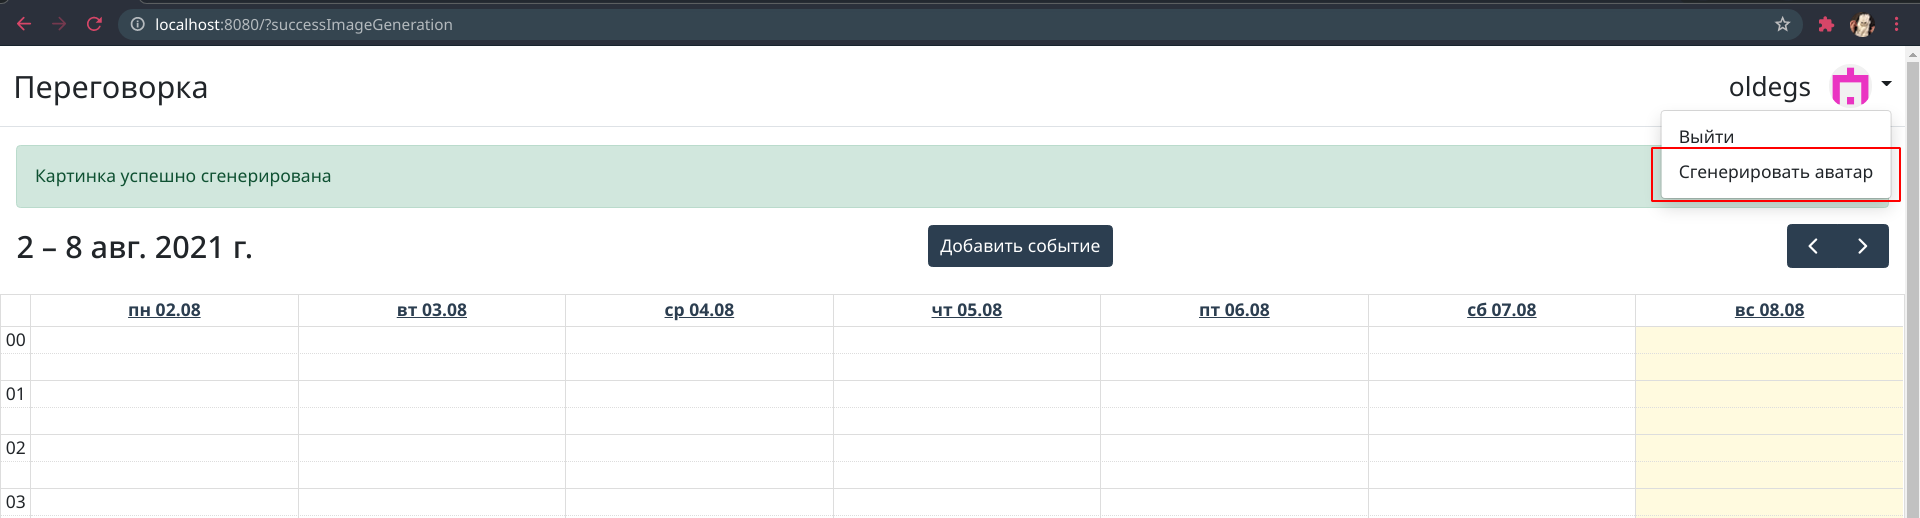 localhost:8080/?successImageGeneration
Переговорка
oldegs
Выйти
Сгенерировать аватар
Картинка успешно сгенерирована
2 – 8 авг. 2021 г.
Добавить событие
пн 02.08 вт 03.08 ср 04.08 чт 05.08 пт 06.08 сб 07.08 вс 08.08
00
01
02
03